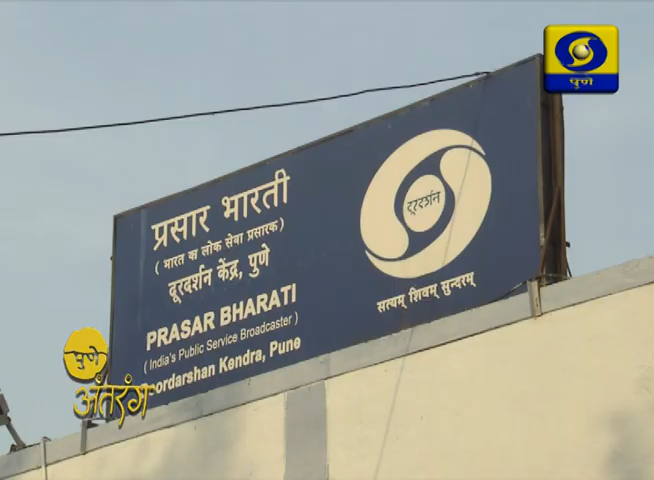 पुणे
प्रसार भारती
( भारत का लोक सेवा प्रसारक )
दूरदर्शन केंद्र, पुणे
PRASAR BHARATI
( India's Public Service Broadcaster )
oordarshan Kendra, Pune
दूरदर्शन
सत्यम् शिवम् सुन्दरम्
पुणे
अंतरंग